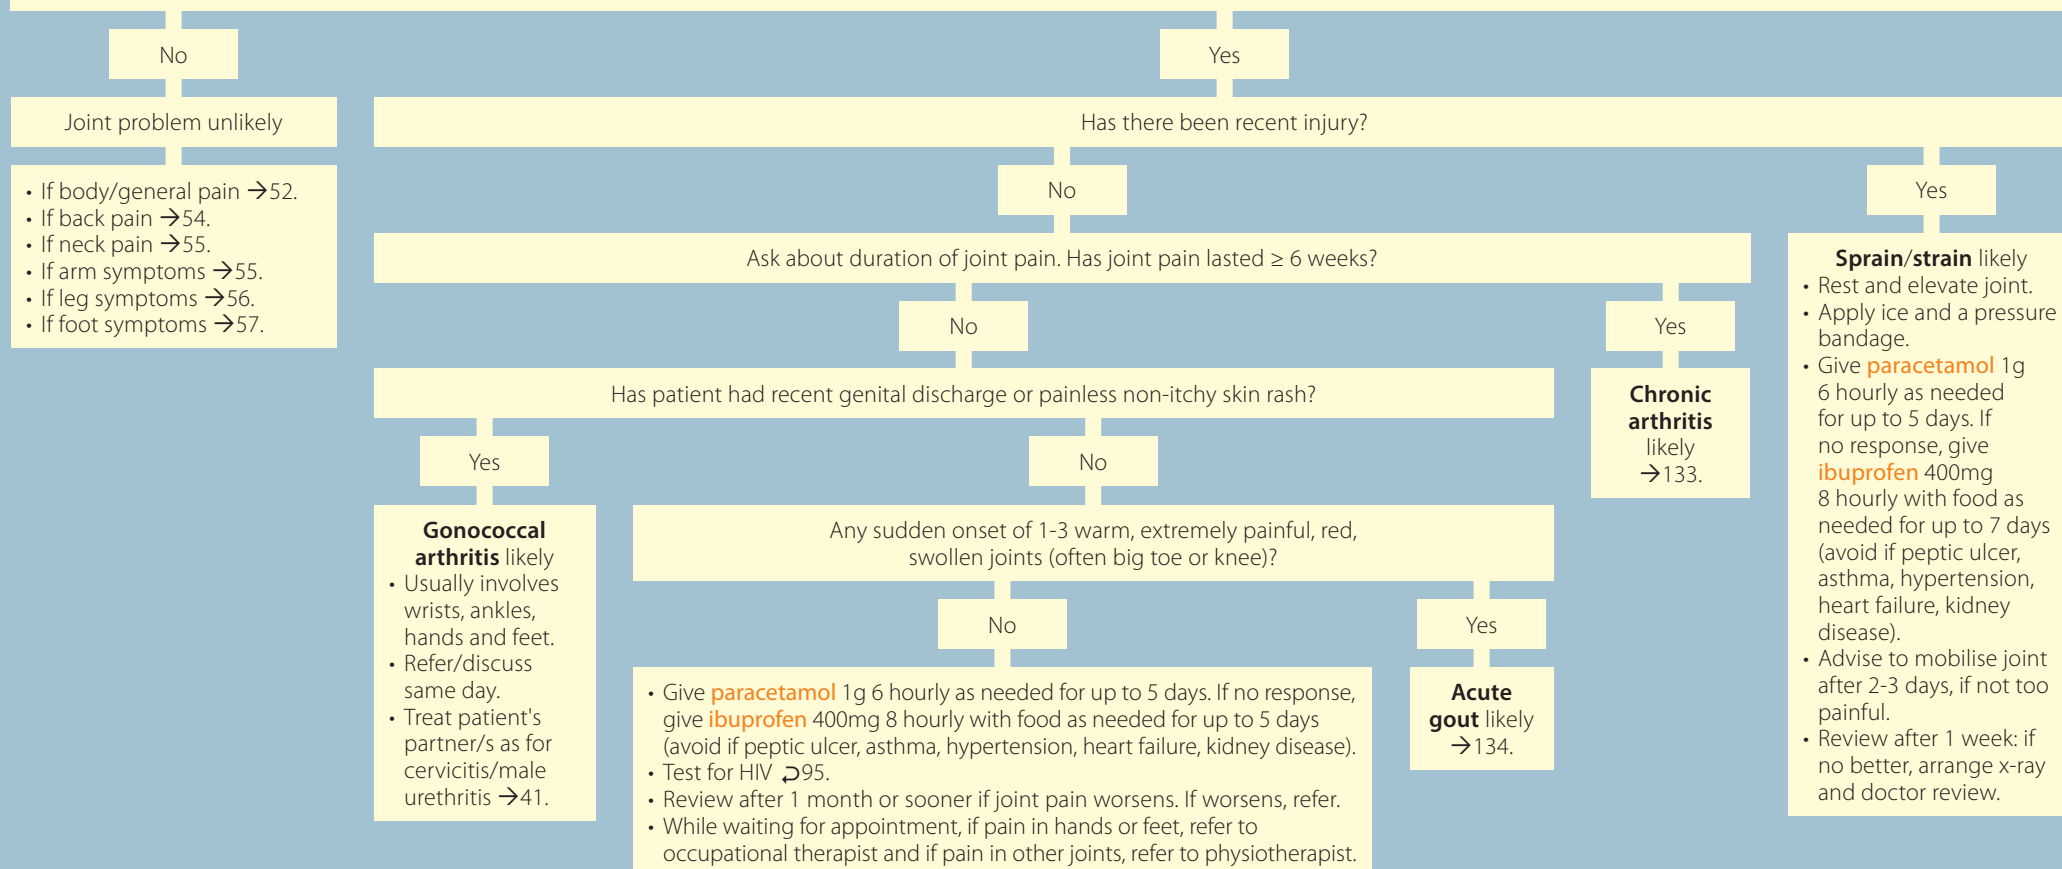 No
Yes
Joint problem unlikely
Has there been recent injury?
• If body/general pain →52.
• If back pain →54.
• If neck pain →55.
• If arm symptoms →55.
• If leg symptoms →56.
• If foot symptoms →57.
No
Yes
Ask about duration of joint pain. Has joint pain lasted ≥ 6 weeks?
Sprain/strain likely
• Rest and elevate joint.
• Apply ice and a pressure
bandage.
• Give paracetamol 1g
6 hourly as needed
for up to 5 days. If
no response, give
ibuprofen 400mg
8 hourly with food as
needed for up to 7 days
(avoid if peptic ulcer,
asthma, hypertension,
heart failure, kidney
disease).
• Advise to mobilise joint
after 2-3 days, if not too
painful.
• Review after 1 week: if
no better, arrange x-ray
and doctor review.
No
Yes
Has patient had recent genital discharge or painless non-itchy skin rash?
Chronic
arthritis
likely
→133.
Yes
No
Gonococcal
arthritis likely
• Usually involves
wrists, ankles,
hands and feet.
• Refer/discuss
same day.
• Treat patient's
partner/s as for
cervicitis/male
urethritis →41.
Any sudden onset of 1-3 warm, extremely painful, red,
swollen joints (often big toe or knee)?
No
Yes
• Give paracetamol 1g 6 hourly as needed for up to 5 days. If no response,
give ibuprofen 400mg 8 hourly with food as needed for up to 5 days
(avoid if peptic ulcer, asthma, hypertension, heart failure, kidney disease).
• Test for HIV ⮌95.
• Review after 1 month or sooner if joint pain worsens. If worsens, refer.
• While waiting for appointment, if pain in hands or feet, refer to
occupational therapist and if pain in other joints, refer to physiotherapist.
Acute
gout likely
→134.